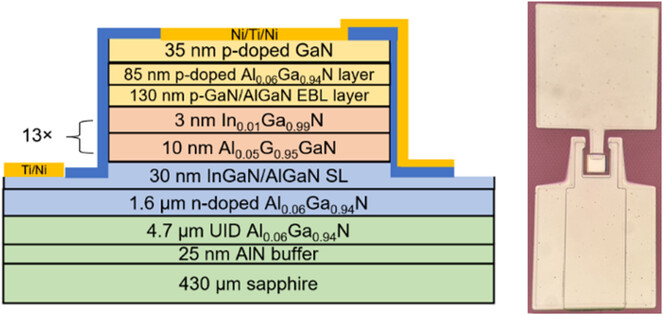 Ni/Ti/Ni
35 nm p-doped GaN
85 nm p-doped Al0.06Ga0.94N layer
130 nm p-GaN/AlGaN EBL layer
13×
3 nm In0.01Ga0.99N
10 nm Al0.05G0.95GaN
Ti/Ni
30 nm InGaN/AlGaN SL
1.6 µm n-doped Al0.06Ga0.94N
4.7 µm UID Al0.06Ga0.94N
25 nm AlN buffer
430 µm sapphire